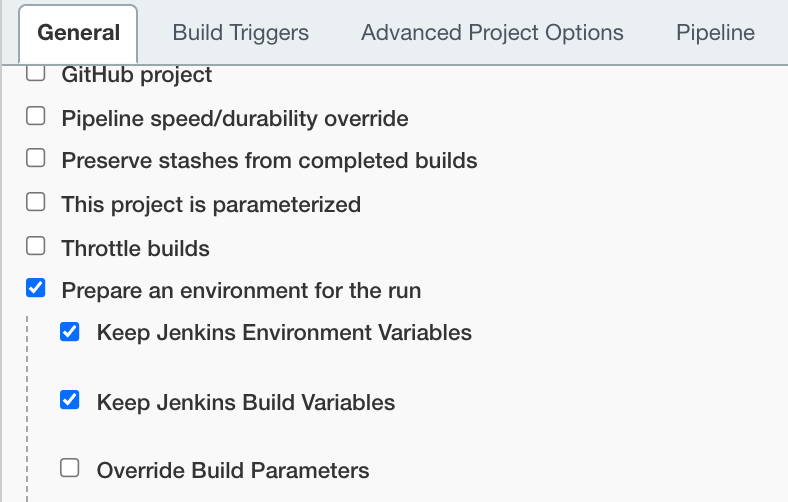 General Build Triggers Advanced Project Options Pipeline
GitHub project
Pipeline speed/durability override
Preserve stashes from completed builds
This project is parameterized
Throttle builds
Prepare an environment for the run
Keep Jenkins Environment Variables
Keep Jenkins Build Variables
Override Build Parameters